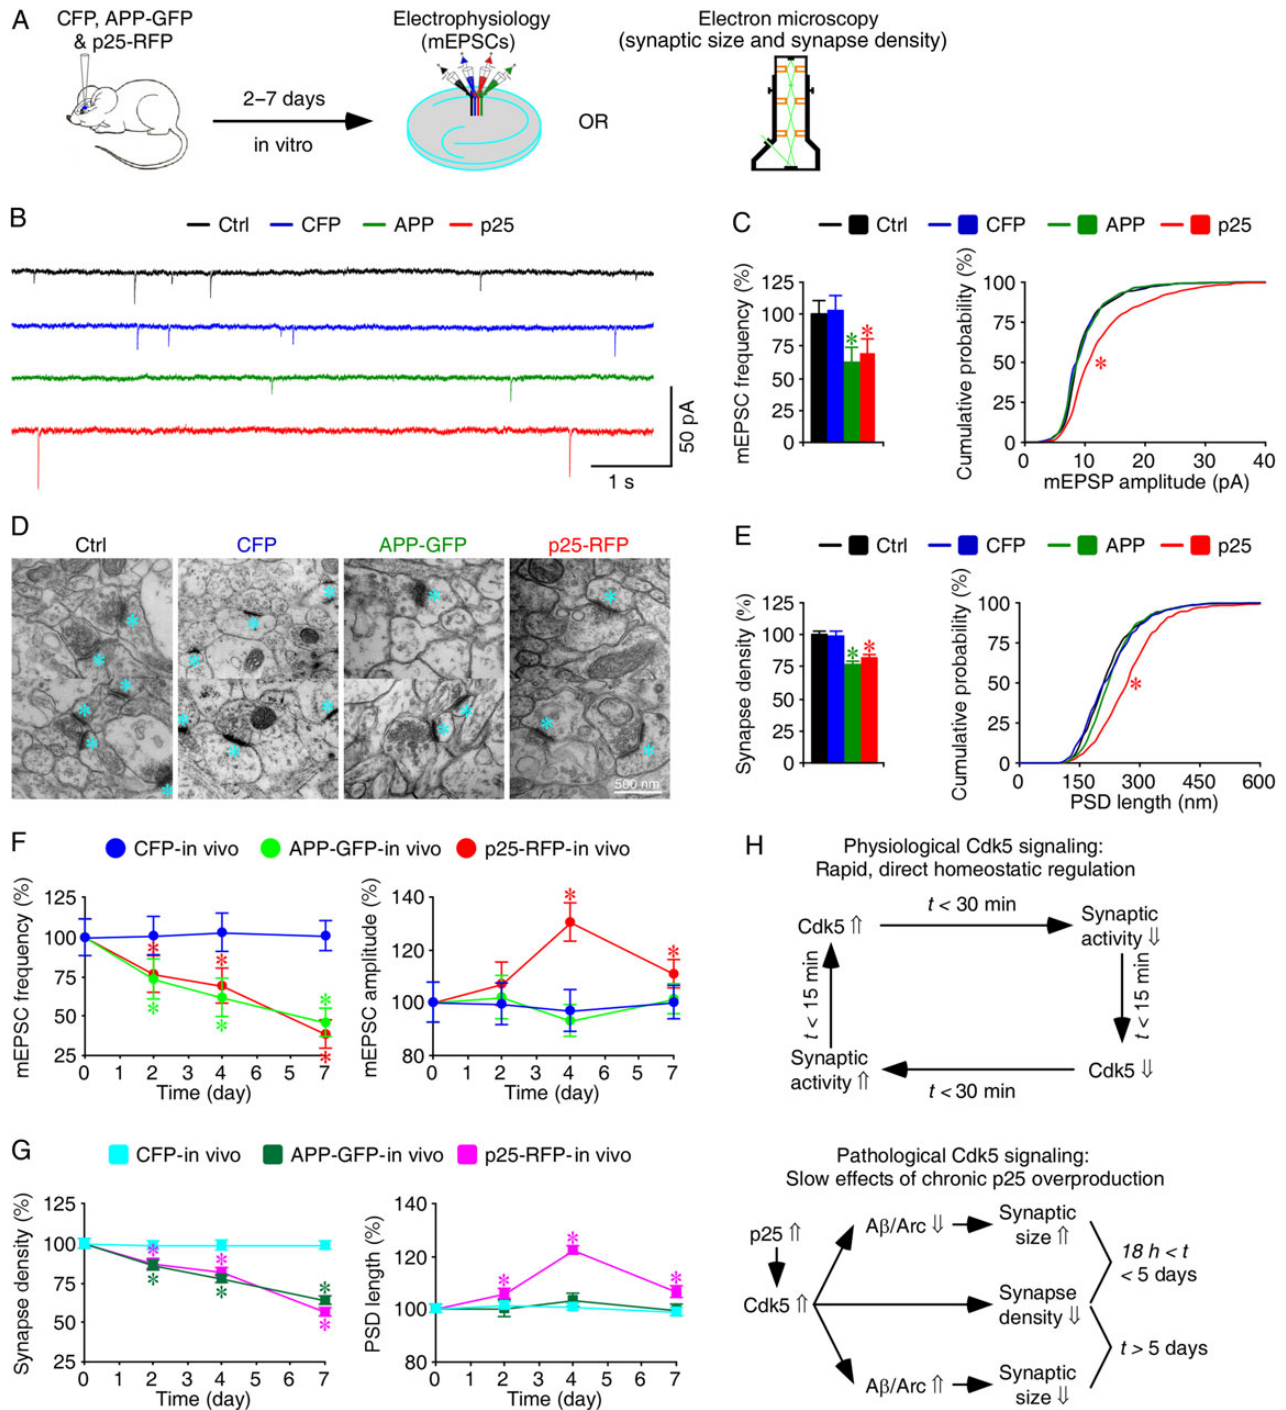 A
CFP, APP-GFP
& p25-RFP
2–7 days
in vitro
Electrophysiology
(mEPSCs)
OR
Electron microscopy
(synaptic size and synapse density)
B
Ctrl CFP APP p25
50 pA
1 s
C
Ctrl CFP APP p25
mEPSC frequency (%)
125
100
75
50
25
0
*
*
Cumulative probability (%)
100
75
50
25
0
*
0 10 20 30 40
mEPSP amplitude (pA)
D
Ctrl CFP APP-GFP p25-RFP
500 nm
E
Ctrl CFP APP p25
Synapse density (%)
125
100
75
50
25
0
*
*
Cumulative probability (%)
100
75
50
25
0
*
0 150 300 450 600
PSD length (nm)
F
CFP-in vivo APP-GFP-in vivo p25-RFP-in vivo
mEPSC frequency (%)
125
100
75
50
25
0 1 2 3 4 6 5 7
Time (day)
mEPSC amplitude (%)
140
120
100
80
0 1 2 3 4 6 5 7
Time (day)
G
CFP-in vivo APP-GFP-in vivo p25-RFP-in vivo
Synapse density (%)
125
100
75
50
25
0 1 2 3 4 6 5 7
Time (day)
PSD length (%)
140
120
100
80
0 1 2 3 4 6 5 7
Time (day)
H
Physiological Cdk5 signaling:
Rapid, direct homeostatic regulation
t < 30 min
Cdk5 ⇑
Synaptic
activity ⇓
t < 15 min
t < 15 min
Synaptic
activity ⇑
Cdk5 ⇓
t < 30 min
Pathological Cdk5 signaling:
Slow effects of chronic p25 overproduction
p25 ⇑
Cdk5 ⇑
Aβ/Arc ⇓
Synaptic
size ⇑
Synapse
density ⇓
Aβ/Arc ⇑
Synaptic
size ⇓
18 h < t
< 5 days
t > 5 days